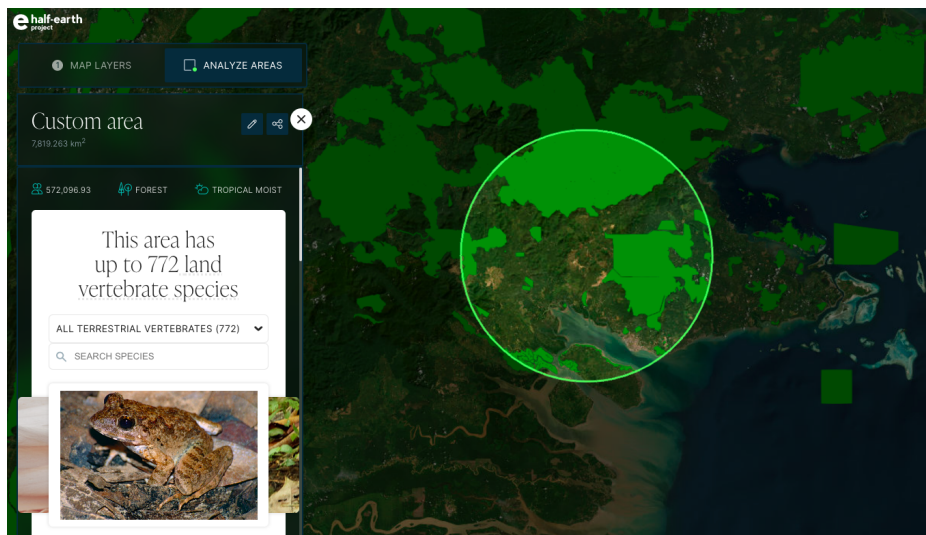 half-earth
project
1 MAP LAYERS
ANALYZE AREAS
Custom area
7,819.263 km²
572,096.93
FOREST
TROPICAL MOIST
This area has
up to 772 land
vertebrate species
ALL TERRESTRIAL VERTEBRATES (772)
SEARCH SPECIES